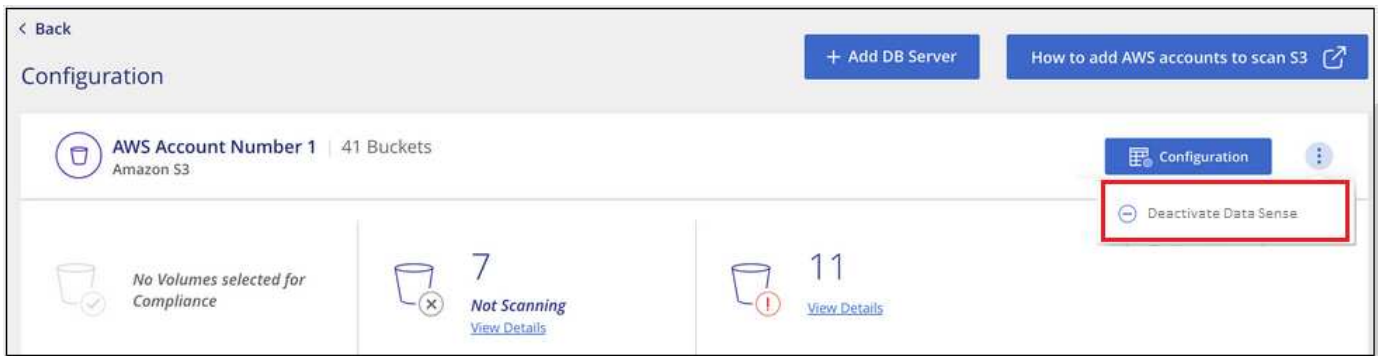 < Back
+ Add DB Server
How to add AWS accounts to scan S3
Configuration
AWS Account Number 1 | 41 Buckets
Amazon S3
Configuration
Deactivate Data Sense
No Volumes selected for
Compliance
7
Not Scanning
View Details
11
View Details